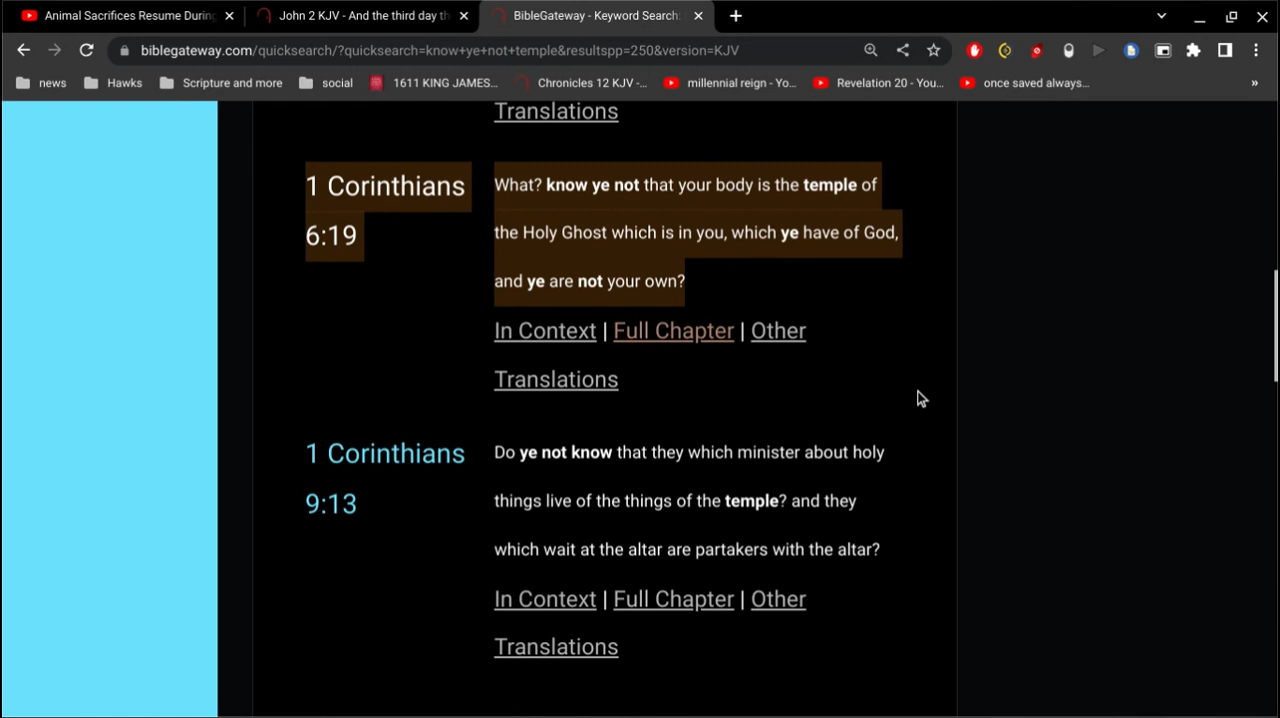 Animal Sacrifices Resume During
John 2 KJV - And the third day th
BibleGateway - Keyword Search:
biblegateway.com/quicksearch/?quicksearch=know+ye+not+temple&resultspp=250&version=KJV
news Hawks Scripture and more social 1611 KING JAMES... Chronicles 12 KJV -... millennial reign - Yo... Revelation 20 - You... once saved always... »
Translations
1 Corinthians
6:19
What? know ye not that your body is the temple of
the Holy Ghost which is in you, which ye have of God,
and ye are not your own?
In Context | Full Chapter | Other
Translations
1 Corinthians
9:13
Do ye not know that they which minister about holy
things live of the things of the temple? and they
which wait at the altar are partakers with the altar?
In Context | Full Chapter | Other
Translations